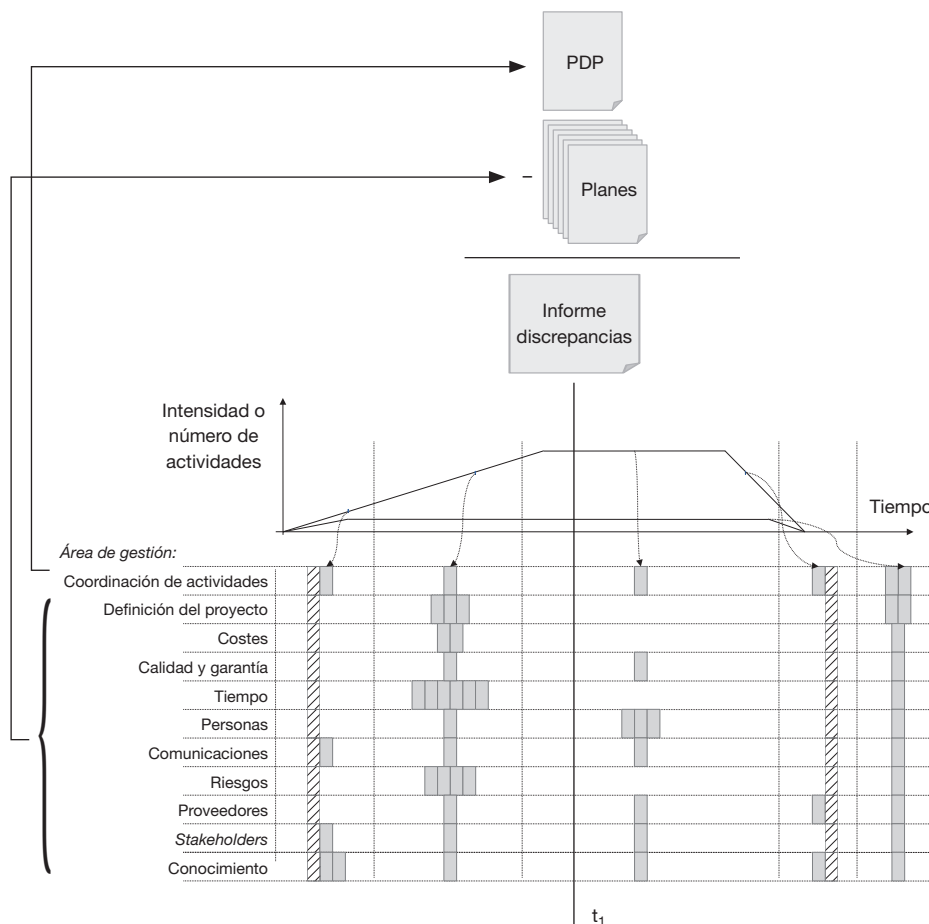 PDP
–
Planes
Informe
discrepancias
Intensidad o
número de
actividades
Tiempo
Área de gestión:
Coordinación de actividades
Definición del proyecto
Costes
Calidad y garantía
Tiempo
Personas
Comunicaciones
Riesgos
Proveedores
Stakeholders
Conocimiento
t₁